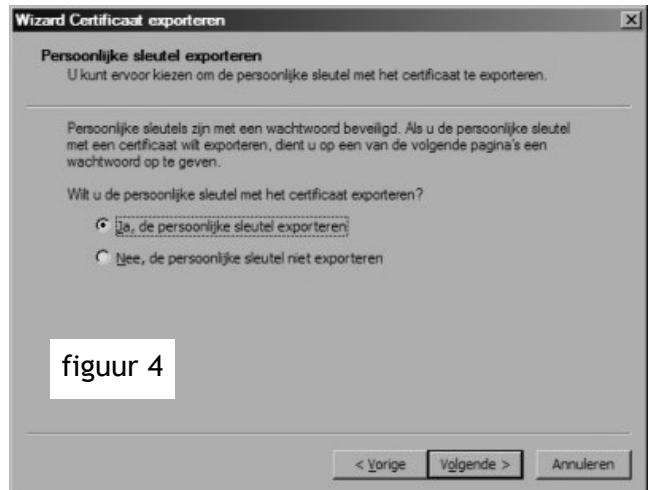 Wizard Certificaat exporteren
Persoonlijke sleutel exporteren
U kunt ervoor kiezen om de persoonlijke sleutel met het certificaat te exporteren.
Persoonlijke sleutels zijn met een wachtwoord beveiligd. Als u de persoonlijke sleutel
met een certificaat wilt exporteren, dient u op een van de volgende pagina's een
wachtwoord op te geven.
Wilt u de persoonlijke sleutel met het certificaat exporteren?
Ja, de persoonlijke sleutel exporteren
Nee, de persoonlijke sleutel niet exporteren
figuur 4
< Vorige Volgende > Annuleren